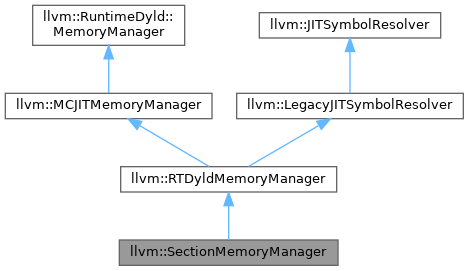 llvm::RuntimeDyld::
MemoryManager
llvm::JITSymbolResolver
llvm::MCJITMemoryManager
llvm::LegacyJITSymbolResolver
llvm::RTDyldMemoryManager
llvm::SectionMemoryManager